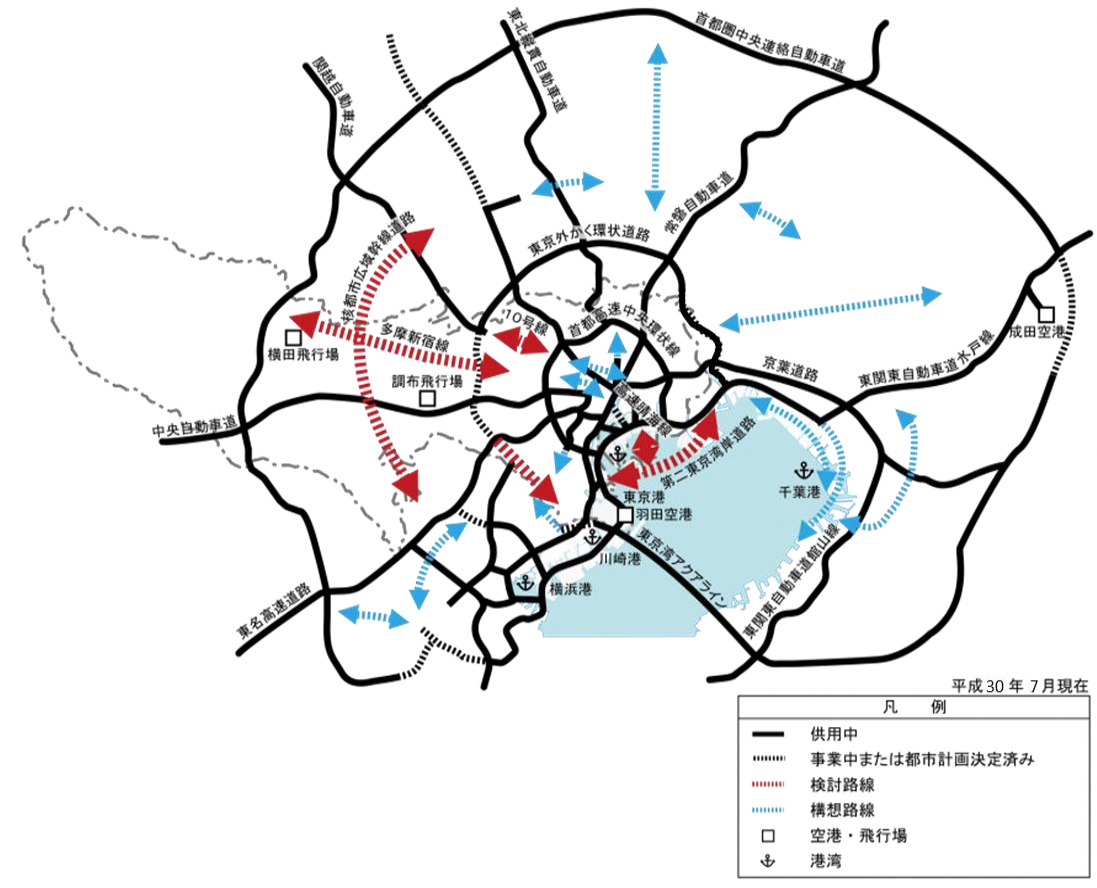 首都圏中央連絡自動車道
東北縦貫自動車道
関越自動車道
常磐自動車道
東京外かく環状道路
核都市広域幹線道路
10号線
首都高速中央環状線
多摩新宿線
横田飛行場
調布飛行場
中央自動車道
成田空港
京葉道路
東関東自動車道水戸線
高速晴海線
第二東京湾岸道路
千葉港
東京港
羽田空港
川崎港
横浜港
東京湾アクアライン
東関東自動車道館山線
東名高速道路
平成30年7月現在
凡 例
供用中
事業中または都市計画決定済み
検討路線
構想路線
空港・飛行場
港湾